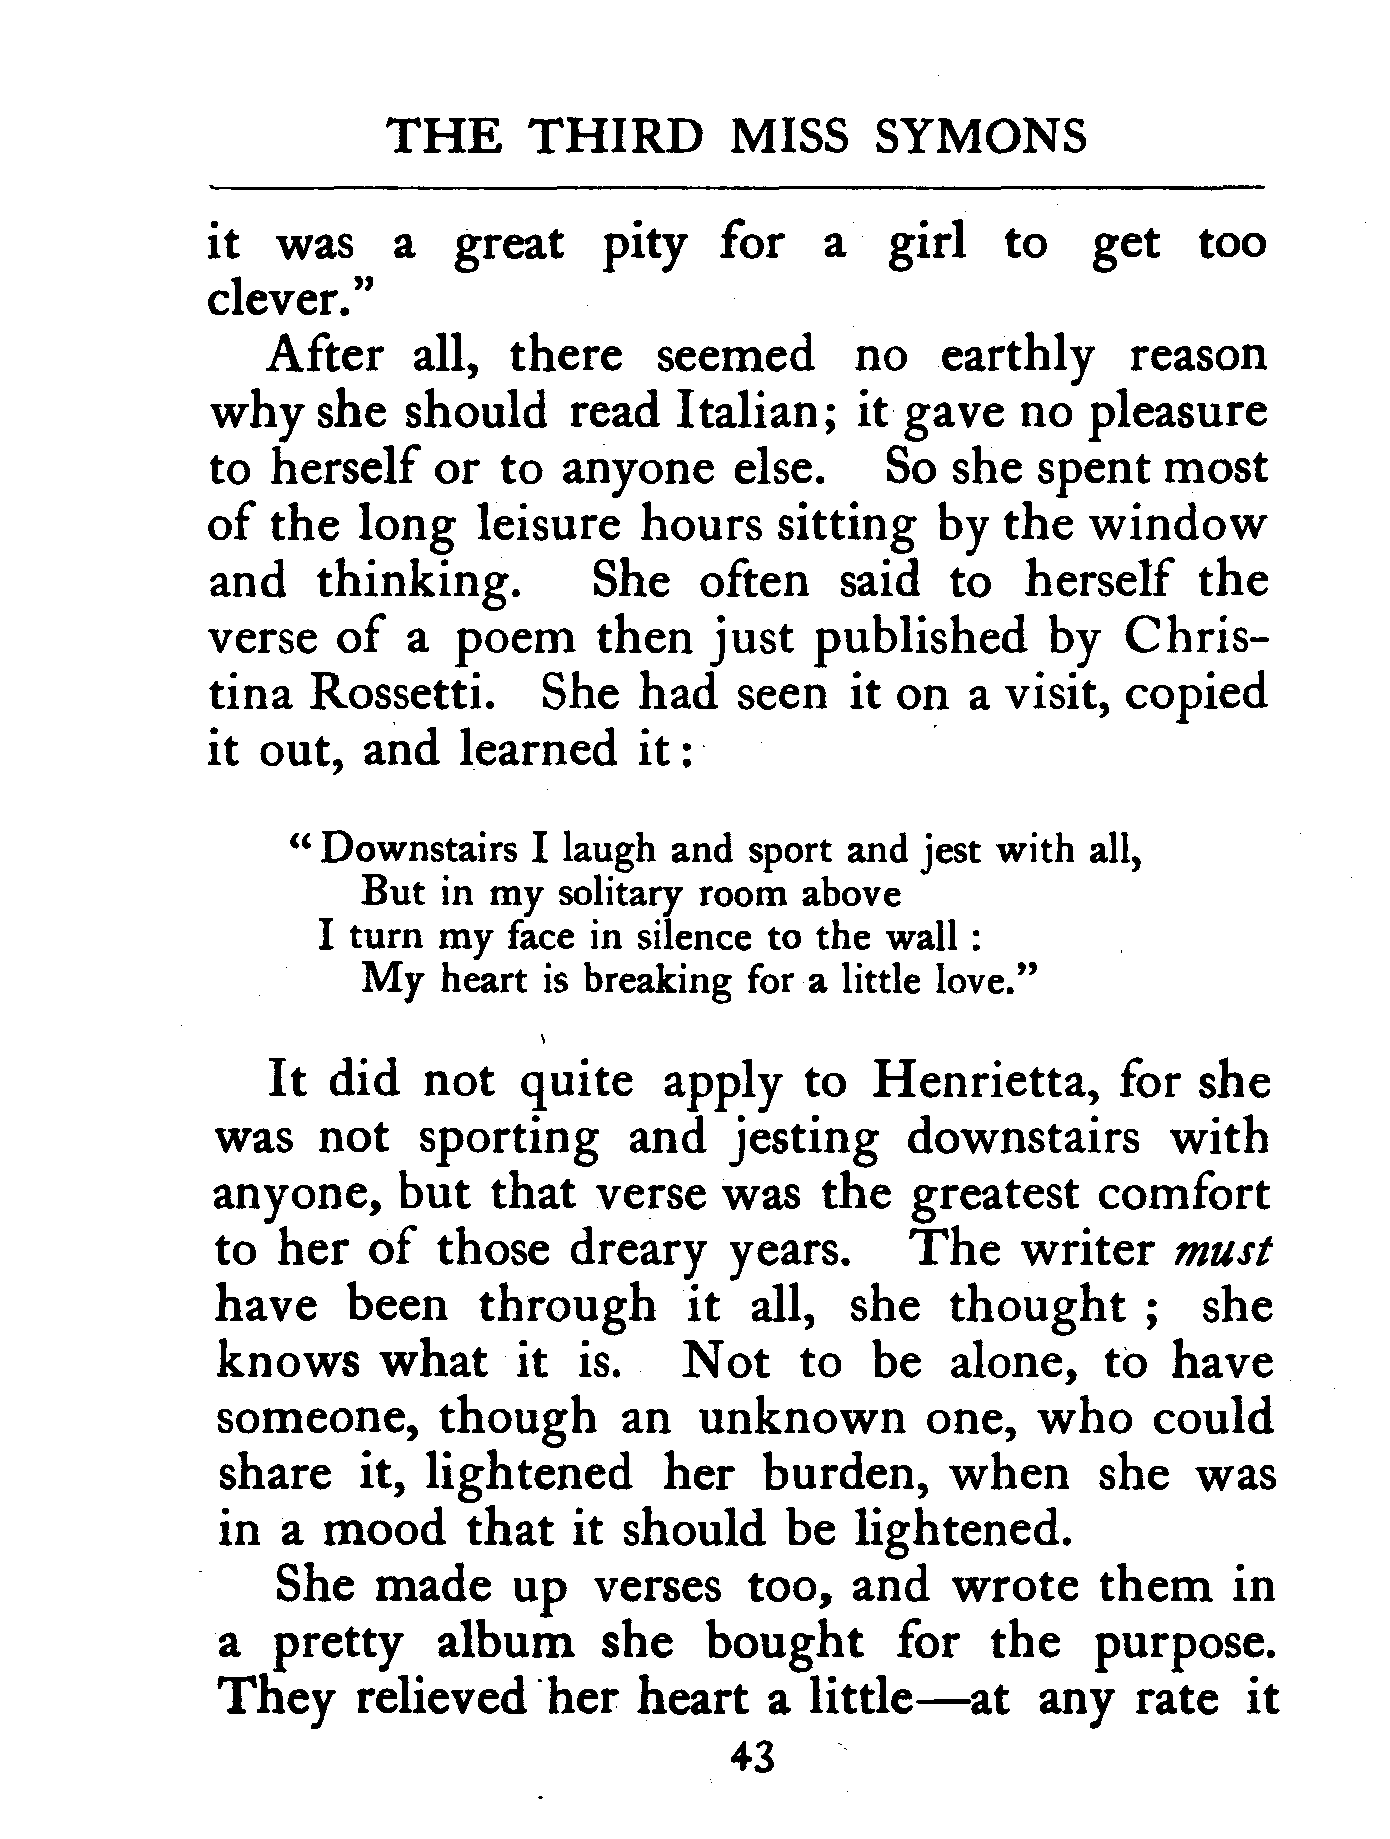 THE THIRD MISS SYMONS
it was a great pity for a girl to get too
clever.”
After all, there seemed no earthly reason
why she should read Italian; it gave no pleasure
to herself or to anyone else. So she spent most
of the long leisure hours sitting by the window
and thinking. She often said to herself the
verse of a poem then just published by Chris-
tina Rossetti. She had seen it on a visit, copied
it out, and learned it :
“ Downstairs I laugh and sport and jest with all,
But in my solitary room above
I turn my face in silence to the wall :
My heart is breaking for a little love.”
It did not quite apply to Henrietta, for she
was not sporting and jesting downstairs with
anyone, but that verse was the greatest comfort
to her of those dreary years. The writer must
have been through it all, she thought ; she
knows what it is. Not to be alone, to have
someone, though an unknown one, who could
share it, lightened her burden, when she was
in a mood that it should be lightened.
She made up verses too, and wrote them in
a pretty album she bought for the purpose.
They relieved her heart a little—at any rate it
43